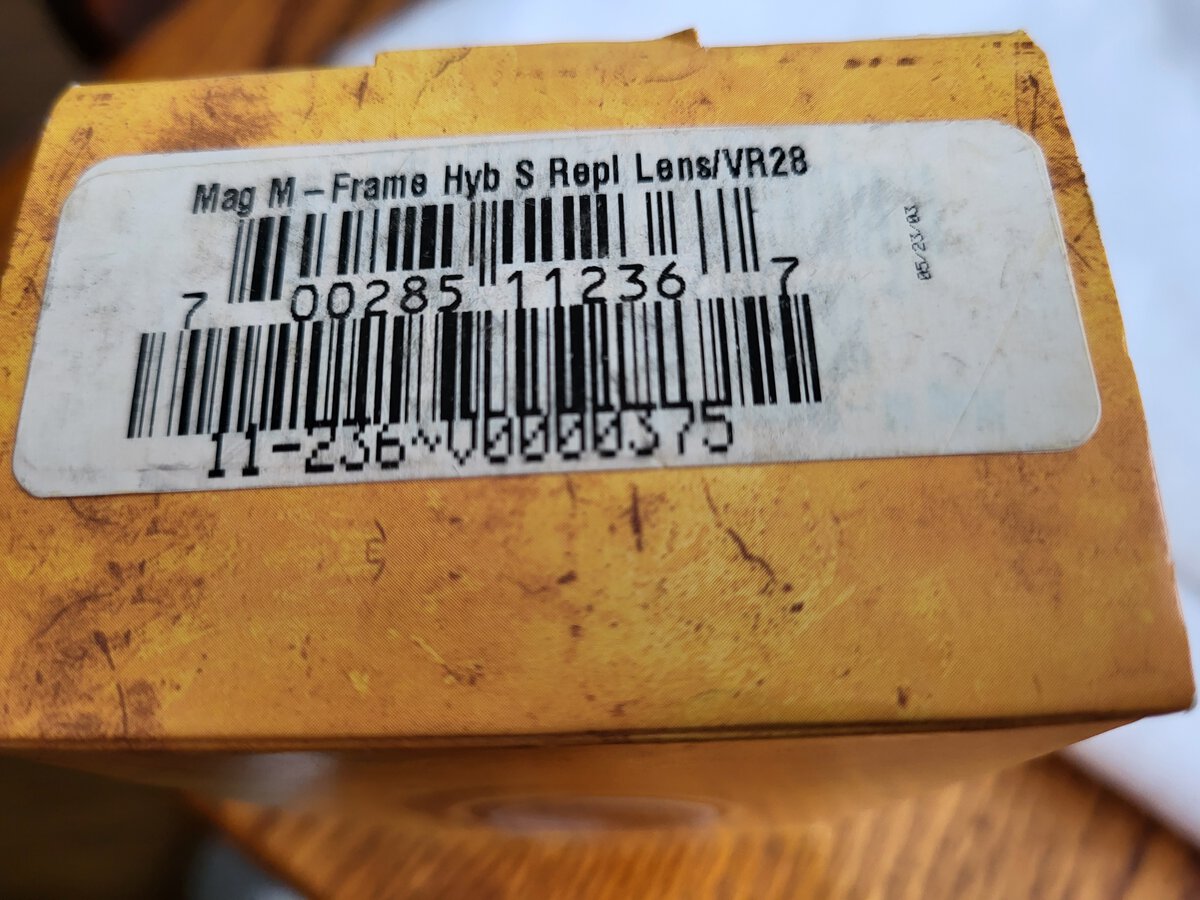 Mag M-Frame Hyb S Repl Lens/VR28
7 00285 11236 7
11-236~V0000375
05/23/03